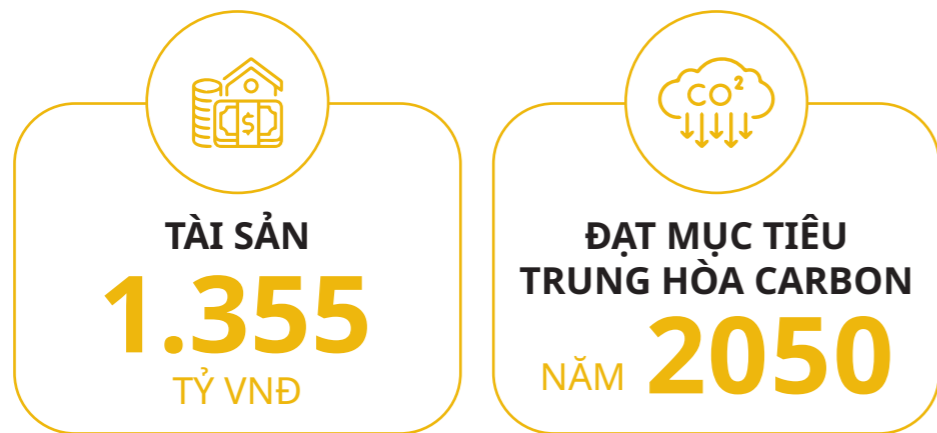 TÀI SẢN
1.355
TỶ VNĐ
CO²
ĐẠT MỤC TIÊU
TRUNG HÒA CARBON
NĂM 2050